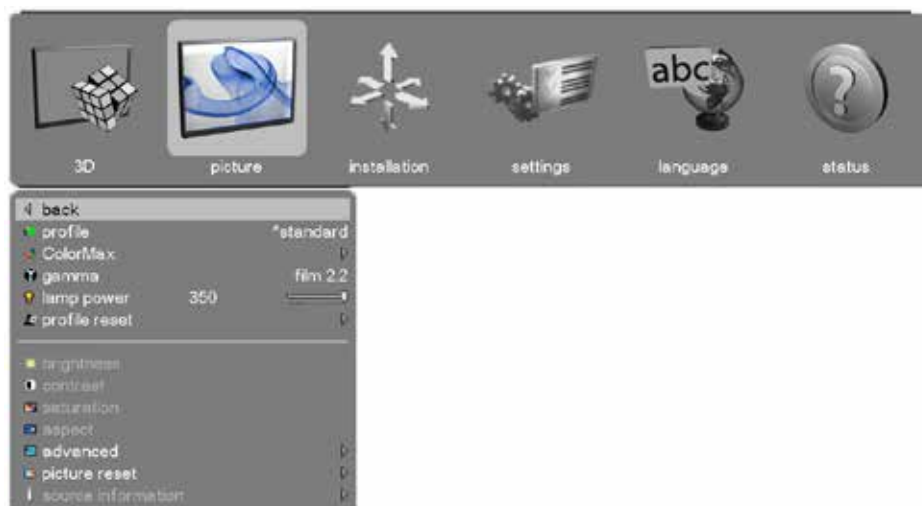 abc
3D picture installation settings language status
back
profile *standard
ColorMax
gamma film 2.2
lamp power 350
profile reset
brightness
contrast
saturation
aspect
advanced
picture reset
source information